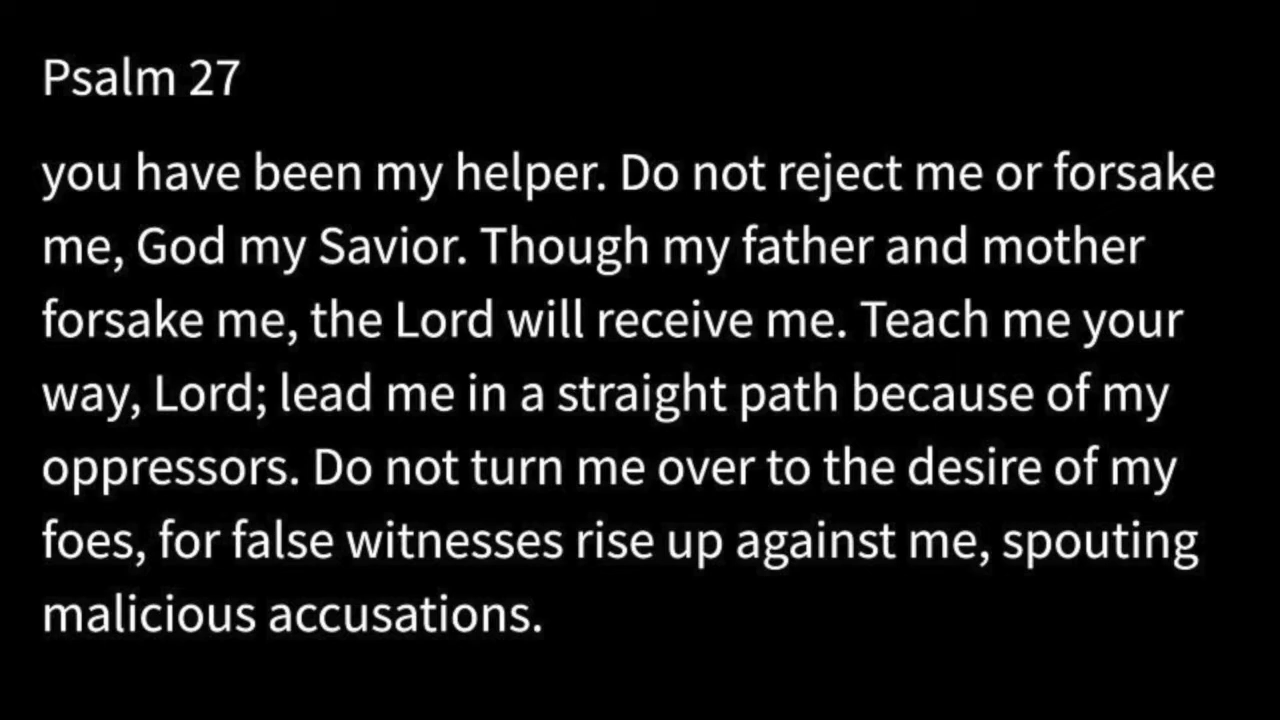 Psalm 27
you have been my helper. Do not reject me or forsake
me, God my Savior. Though my father and mother
forsake me, the Lord will receive me. Teach me your
way, Lord; lead me in a straight path because of my
oppressors. Do not turn me over to the desire of my
foes, for false witnesses rise up against me, spouting
malicious accusations.